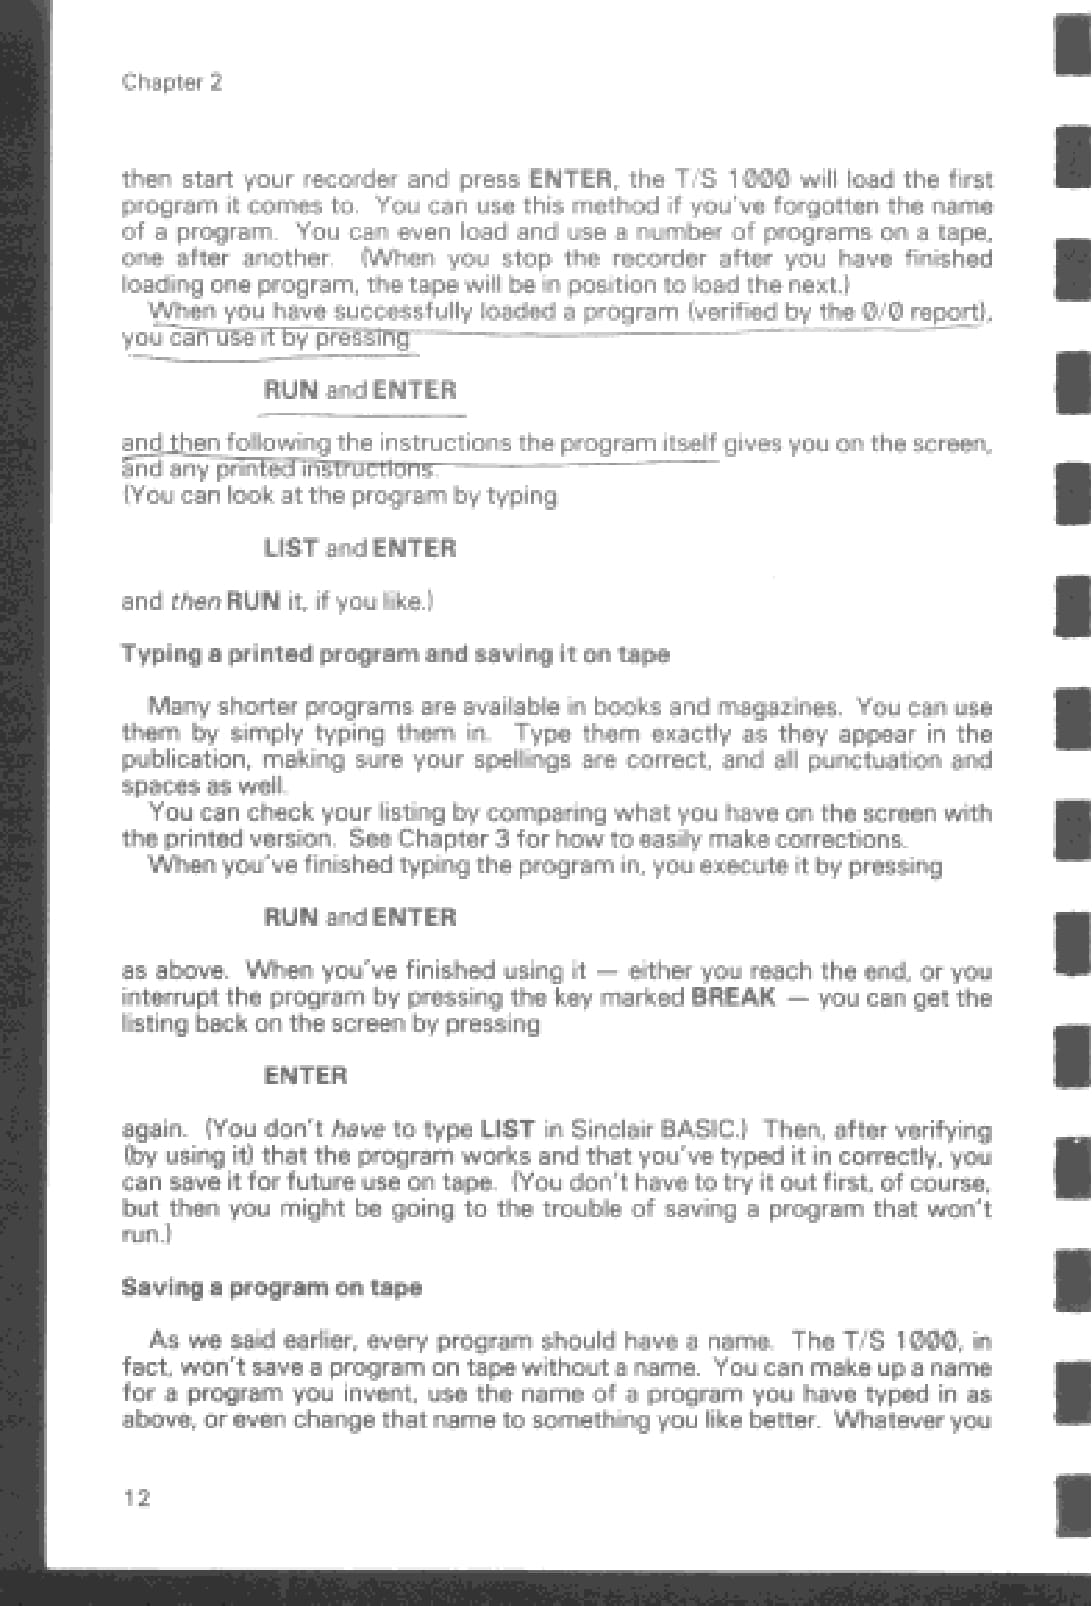 Chapter 2
then start your recorder and press ENTER, the T/S 1000 will load the first
program it comes to. You can use this method if you've forgotten the name
of a program. You can even load and use a number of programs on a tape,
one after another. (When you stop the recorder after you have finished
loading one program, the tape will be in position to load the next.)
When you have successfully loaded a program (verified by the 0/0 report),
you can use it by pressing
RUN and ENTER
and then following the instructions the program itself gives you on the screen,
and any printed instructions.
(You can look at the program by typing
LIST and ENTER
and then RUN it, if you like.)
Typing a printed program and saving it on tape
Many shorter programs are available in books and magazines. You can use
them by simply typing them in. Type them exactly as they appear in the
publication, making sure your spellings are correct, and all punctuation and
spaces as well.
You can check your listing by comparing what you have on the screen with
the printed version. See Chapter 3 for how to easily make corrections.
When you've finished typing the program in, you execute it by pressing
RUN and ENTER
as above. When you've finished using it — either you reach the end, or you
interrupt the program by pressing the key marked BREAK — you can get the
listing back on the screen by pressing
ENTER
again. (You don't have to type LIST in Sinclair BASIC.) Then, after verifying
(by using it) that the program works and that you've typed it in correctly, you
can save it for future use on tape. (You don't have to try it out first, of course,
but then you might be going to the trouble of saving a program that won't
run.)
Saving a program on tape
As we said earlier, every program should have a name. The T/S 1000, in
fact, won't save a program on tape without a name. You can make up a name
for a program you invent, use the name of a program you have typed in as
above, or even change that name to something you like better. Whatever you
12